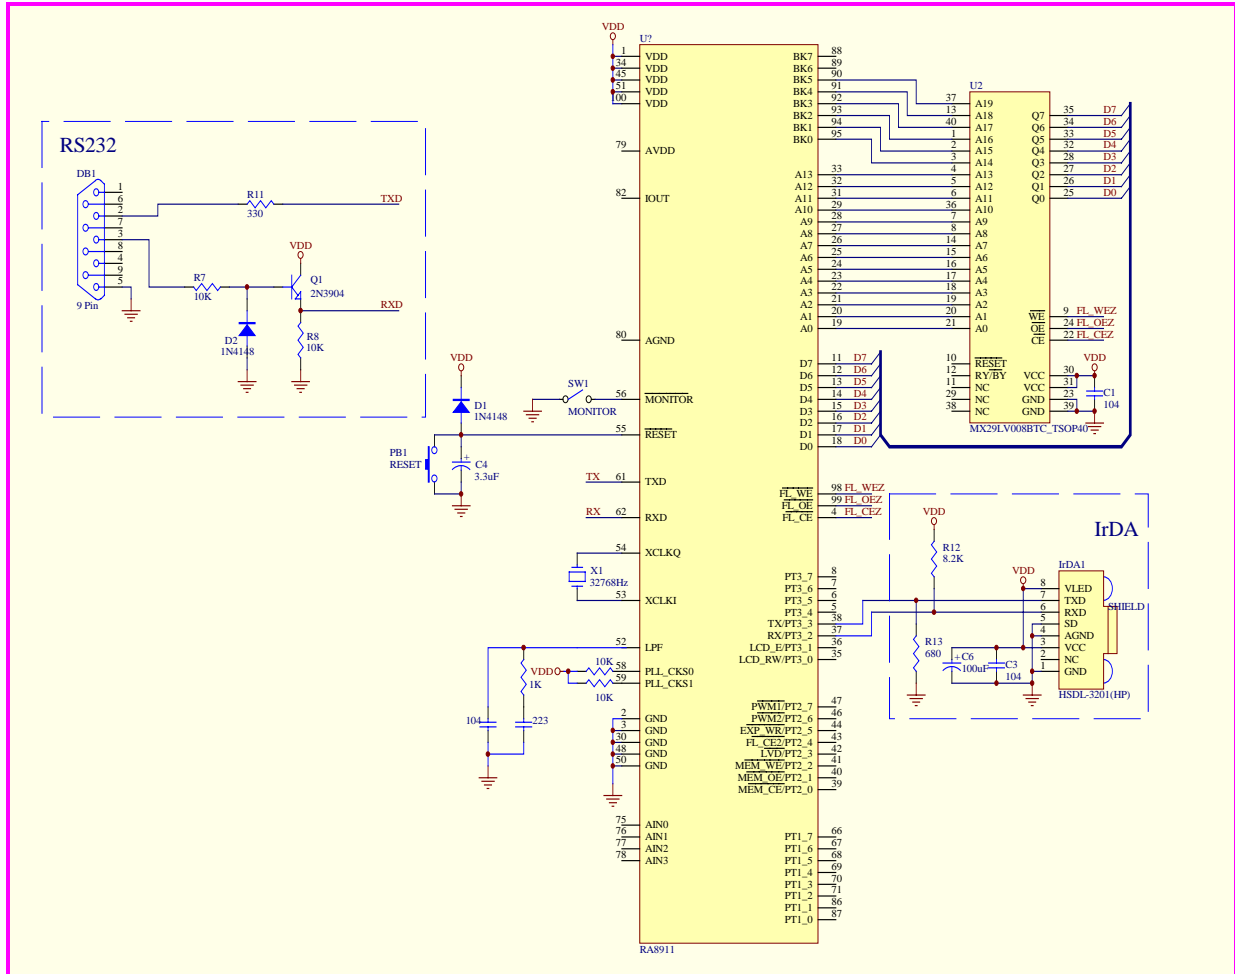 RS232
DB1
1
6
2
7
3
8
4
9
5
9 Pin
R11
330
TXD
R7
10K
VDD
Q1
2N3904
RXD
D2
1N4148
R8
10K
VDD
D1
1N4148
SW1
MONITOR
PB1
RESET
+
C4
3.3uF
TX
RX
X1
32768Hz
VDD
10K
10K
1K
104
223
VDD
U?
1 VDD
34 VDD
45 VDD
51 VDD
100 VDD
79 AVDD
82 IOUT
80 AGND
56 MONITOR
55 RESET
61 TXD
62 RXD
54 XCLKQ
53 XCLKI
52 LPF
58 PLL_CKS0
59 PLL_CKS1
2 GND
3 GND
30 GND
48 GND
50 GND
75 AIN0
76 AIN1
77 AIN2
78 AIN3
BK7 88
BK6 89
BK5 90
BK4 91
BK3 92
BK2 93
BK1 94
BK0 95
A13 33
A12 32
A11 31
A10 29
A9 28
A8 27
A7 26
A6 25
A5 24
A4 23
A3 22
A2 21
A1 20
A0 19
D7 11 D7
D6 12 D6
D5 13 D5
D4 14 D4
D3 15 D3
D2 16 D2
D1 17 D1
D0 18 D0
FL_WE 98 FL_WEZ
FL_OE 99 FL_OEZ
FL_CE 4 FL_CEZ
PT3_7 8
PT3_6 7
PT3_5 6
PT3_4 5
TX/PT3_3 38
RX/PT3_2 37
LCD_E/PT3_1 36
LCD_RW/PT3_0 35
PWM1/PT2_7 47
PWM2/PT2_6 46
EXP_WR/PT2_5 44
FL_CE2/PT2_4 43
LVD/PT2_3 42
MEM_WE/PT2_2 41
MEM_OE/PT2_1 40
MEM_CE/PT2_0 39
PT1_7 66
PT1_6 67
PT1_5 68
PT1_4 69
PT1_3 70
PT1_2 71
PT1_1 86
PT1_0 87
RA8911
U2
37 A19
13 A18
40 A17
1 A16
2 A15
3 A14
4 A13
5 A12
6 A11
36 A10
7 A9
8 A8
14 A7
15 A6
16 A5
17 A4
18 A3
19 A2
20 A1
21 A0
10 RESET
12 RY/BY
11 NC
29 NC
38 NC
Q7 35 D7
Q6 34 D6
Q5 33 D5
Q4 32 D4
Q3 28 D3
Q2 27 D2
Q1 26 D1
Q0 25 D0
WE 9 FL_WEZ
OE 24 FL_OEZ
CE 22 FL_CEZ
VDD
VCC 30
VCC 31
GND 23
GND 39
C1
104
MX29LV008BTC_TSOP40
IrDA
VDD
R12
8.2K
IrDA1
VDD
8 VLED
7 TXD
6 RXD
5 SD
4 AGND
3 VCC
2 NC
1 GND
SHIELD
R13
680
+ C6
100uF
C3
104
HSDL-3201(HP)